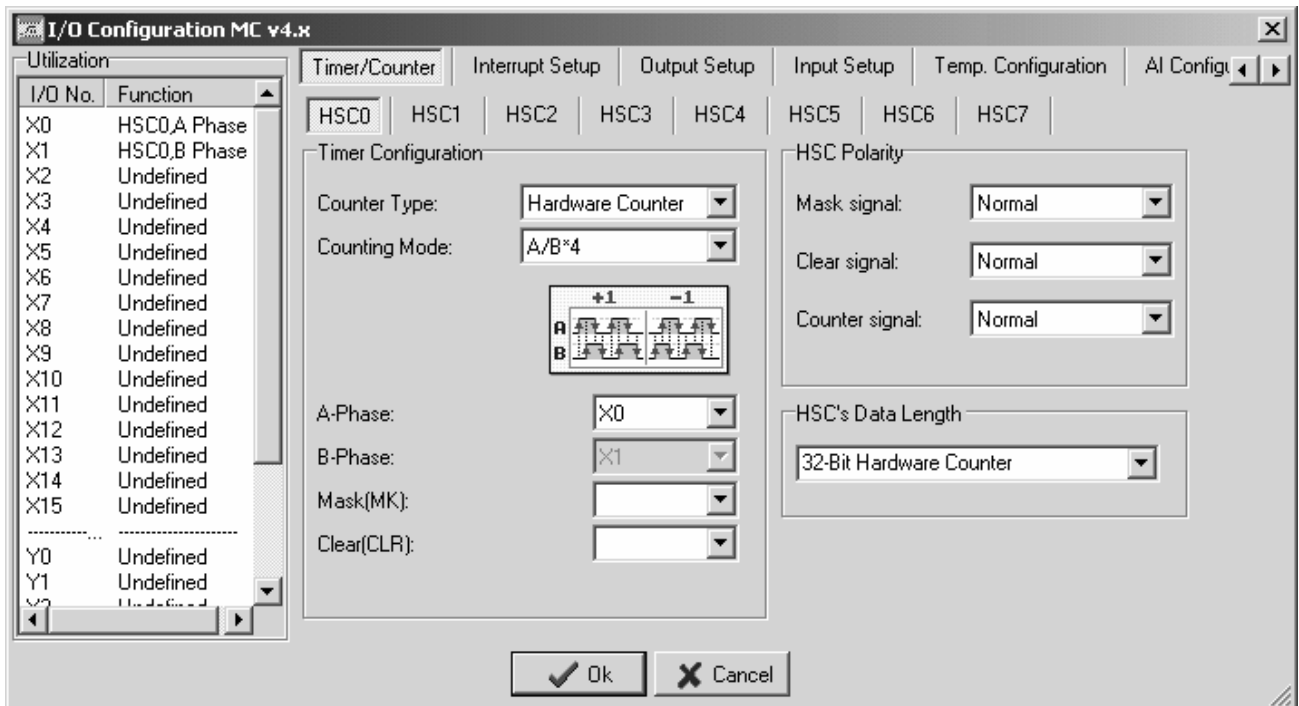 I/O Configuration MC v4.x
Utilization
I/O No. Function
X0 HSC0,A Phase
X1 HSC0,B Phase
X2 Undefined
X3 Undefined
X4 Undefined
X5 Undefined
X6 Undefined
X7 Undefined
X8 Undefined
X9 Undefined
X10 Undefined
X11 Undefined
X12 Undefined
X13 Undefined
X14 Undefined
X15 Undefined
----------... --------------------
Y0 Undefined
Y1 Undefined
Y2 Undefined
Timer/Counter Interrupt Setup Output Setup Input Setup Temp. Configuration AI Configu
HSC0 HSC1 HSC2 HSC3 HSC4 HSC5 HSC6 HSC7
Timer Configuration
Counter Type: Hardware Counter
Counting Mode: A/B*4
+1 -1
A
B
A-Phase: X0
B-Phase: X1
Mask(MK):
Clear(CLR):
HSC Polarity
Mask signal: Normal
Clear signal: Normal
Counter signal: Normal
HSC's Data Length
32-Bit Hardware Counter
Ok Cancel